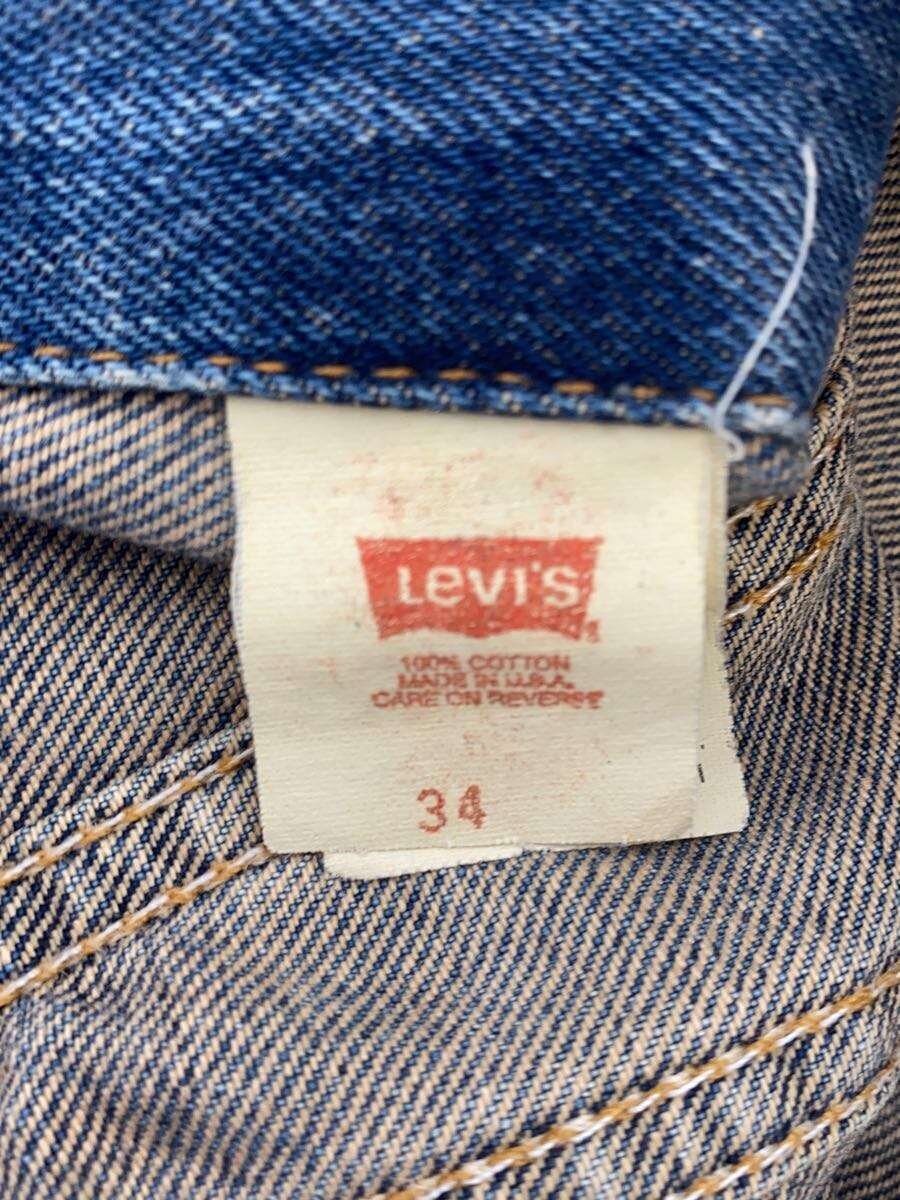 Levi's
100% COTTON
MADE IN U.S.A.
CARE ON REVERSE
34